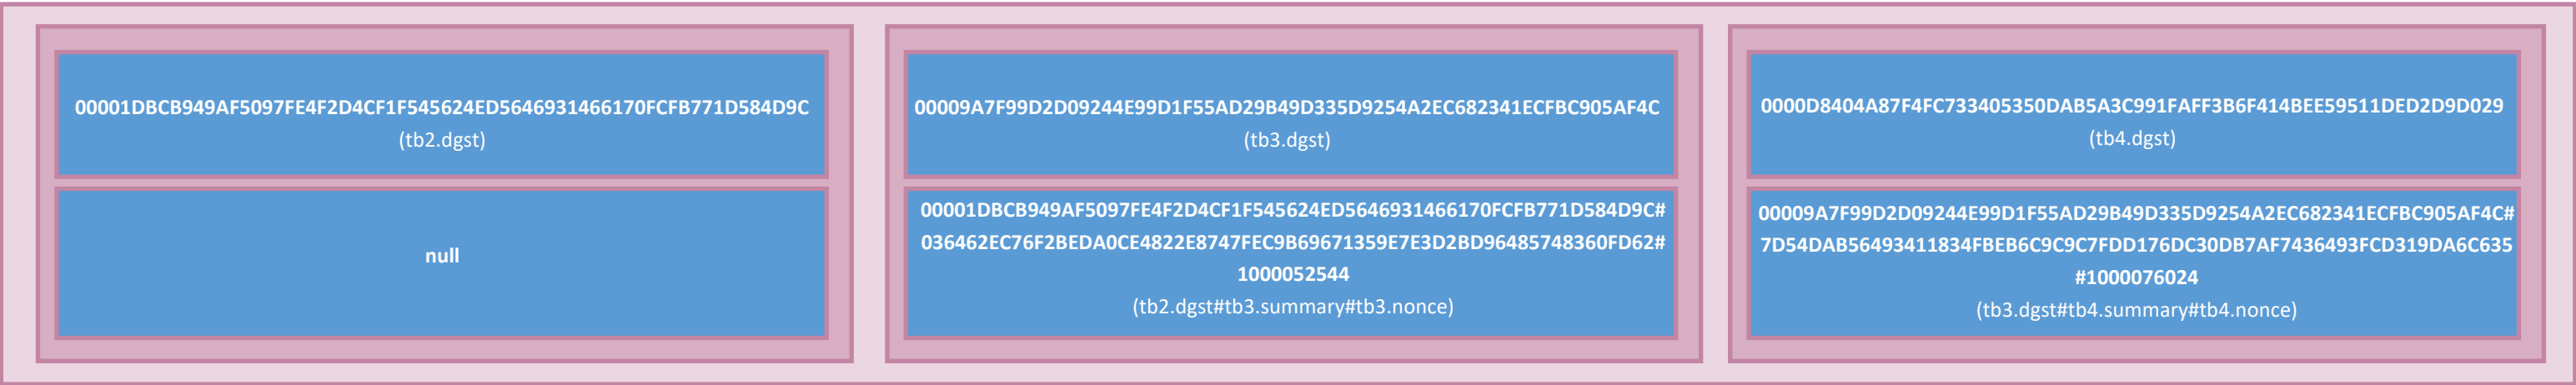 00001DBCB949AF5097FE4F2D4CF1F545624ED5646931466170FCFB771D584D9C
(tb2.dgst)
null
00009A7F99D2D09244E99D1F55AD29B49D335D9254A2EC682341ECFBC905AF4C
(tb3.dgst)
00001DBCB949AF5097FE4F2D4CF1F545624ED5646931466170FCFB771D584D9C#
036462EC76F2BEDA0CE4822E8747FEC9B69671359E7E3D2BD96485748360FD62#
1000052544
(tb2.dgst#tb3.summary#tb3.nonce)
0000D8404A87F4FC733405350DAB5A3C991FAFF3B6F414BEE59511DED2D9D029
(tb4.dgst)
00009A7F99D2D09244E99D1F55AD29B49D335D9254A2EC682341ECFBC905AF4C#
7D54DAB56493411834FBEB6C9C9C7FDD176DC30DB7AF7436493FCD319DA6C635
#1000076024
(tb3.dgst#tb4.summary#tb4.nonce)